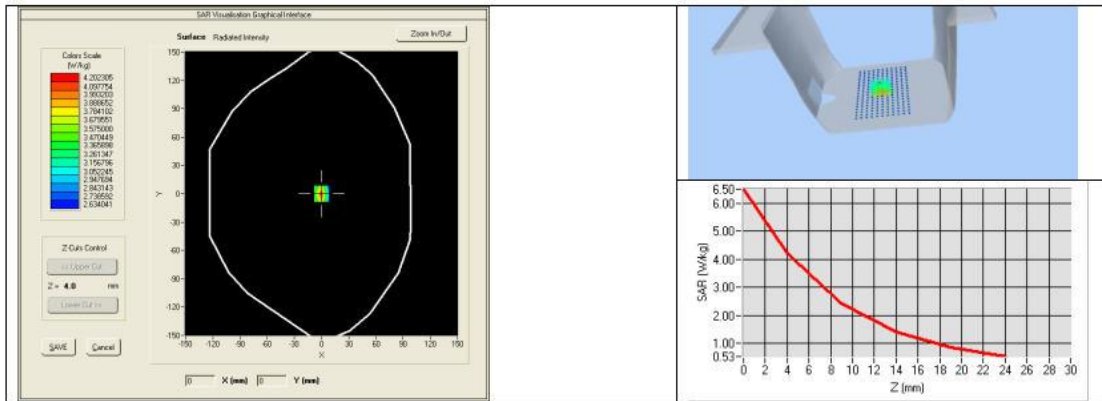 SAR Visualisation Graphical Interface
Surface Radiated Intensity
Zoom In/Out
Colors Scale
(W/kg)
4.202305
4.097754
3.993203
3.888652
3.784102
3.679551
3.575000
3.470449
3.365898
3.261347
3.156796
3.052245
2.947694
2.843143
2.738592
2.634041
Z-Cuts Control
<< Upper Cut
Z = 4.0 mm
Lower Cut >>
SAVE Cancel
150
120
90
60
30
Y 0
-30
-60
-90
-120
-150
-150 -120 -90 -60 -30 0 30 60 90 120 150
X
0 X (mm) 0 Y (mm)
6.50
5.00
4.00
3.00
2.00
1.00
0.53
SAR (W/kg)
0 2 4 6 8 10 12 14 16 18 20 22 24 26 28 30
Z (mm)